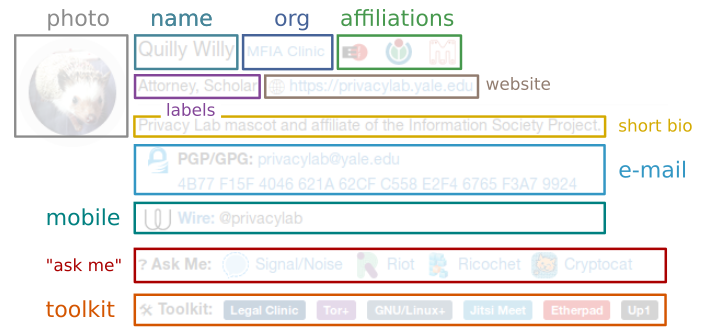 photo name org affiliations
Quilly Willy MFIA Clinic
Attorney, Scholar https://privacylab.yale.edu website
labels
Privacy Lab mascot and affiliate of the Information Society Project. short bio
PGP/GPG: privacylab@yale.edu
4B77 F15F 4046 621A 62CF C558 E2F4 6765 F3A7 9924 e-mail
mobile Wire: @privacylab
"ask me" ? Ask Me: Signal/Noise Riot Ricochet Cryptocat
toolkit Toolkit: Legal Clinic Tor+ GNU/Linux+ Jitsi Meet Etherpad Up1